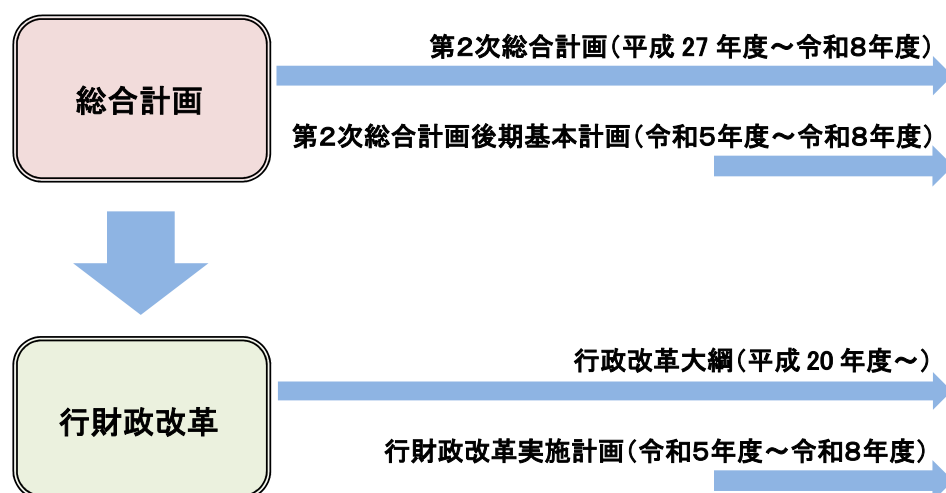 総合計画
第2次総合計画（平成 27 年度～令和8年度）
第2次総合計画後期基本計画（令和5年度～令和8年度）
行財政改革
行政改革大綱（平成 20 年度～）
行財政改革実施計画（令和5年度～令和8年度）